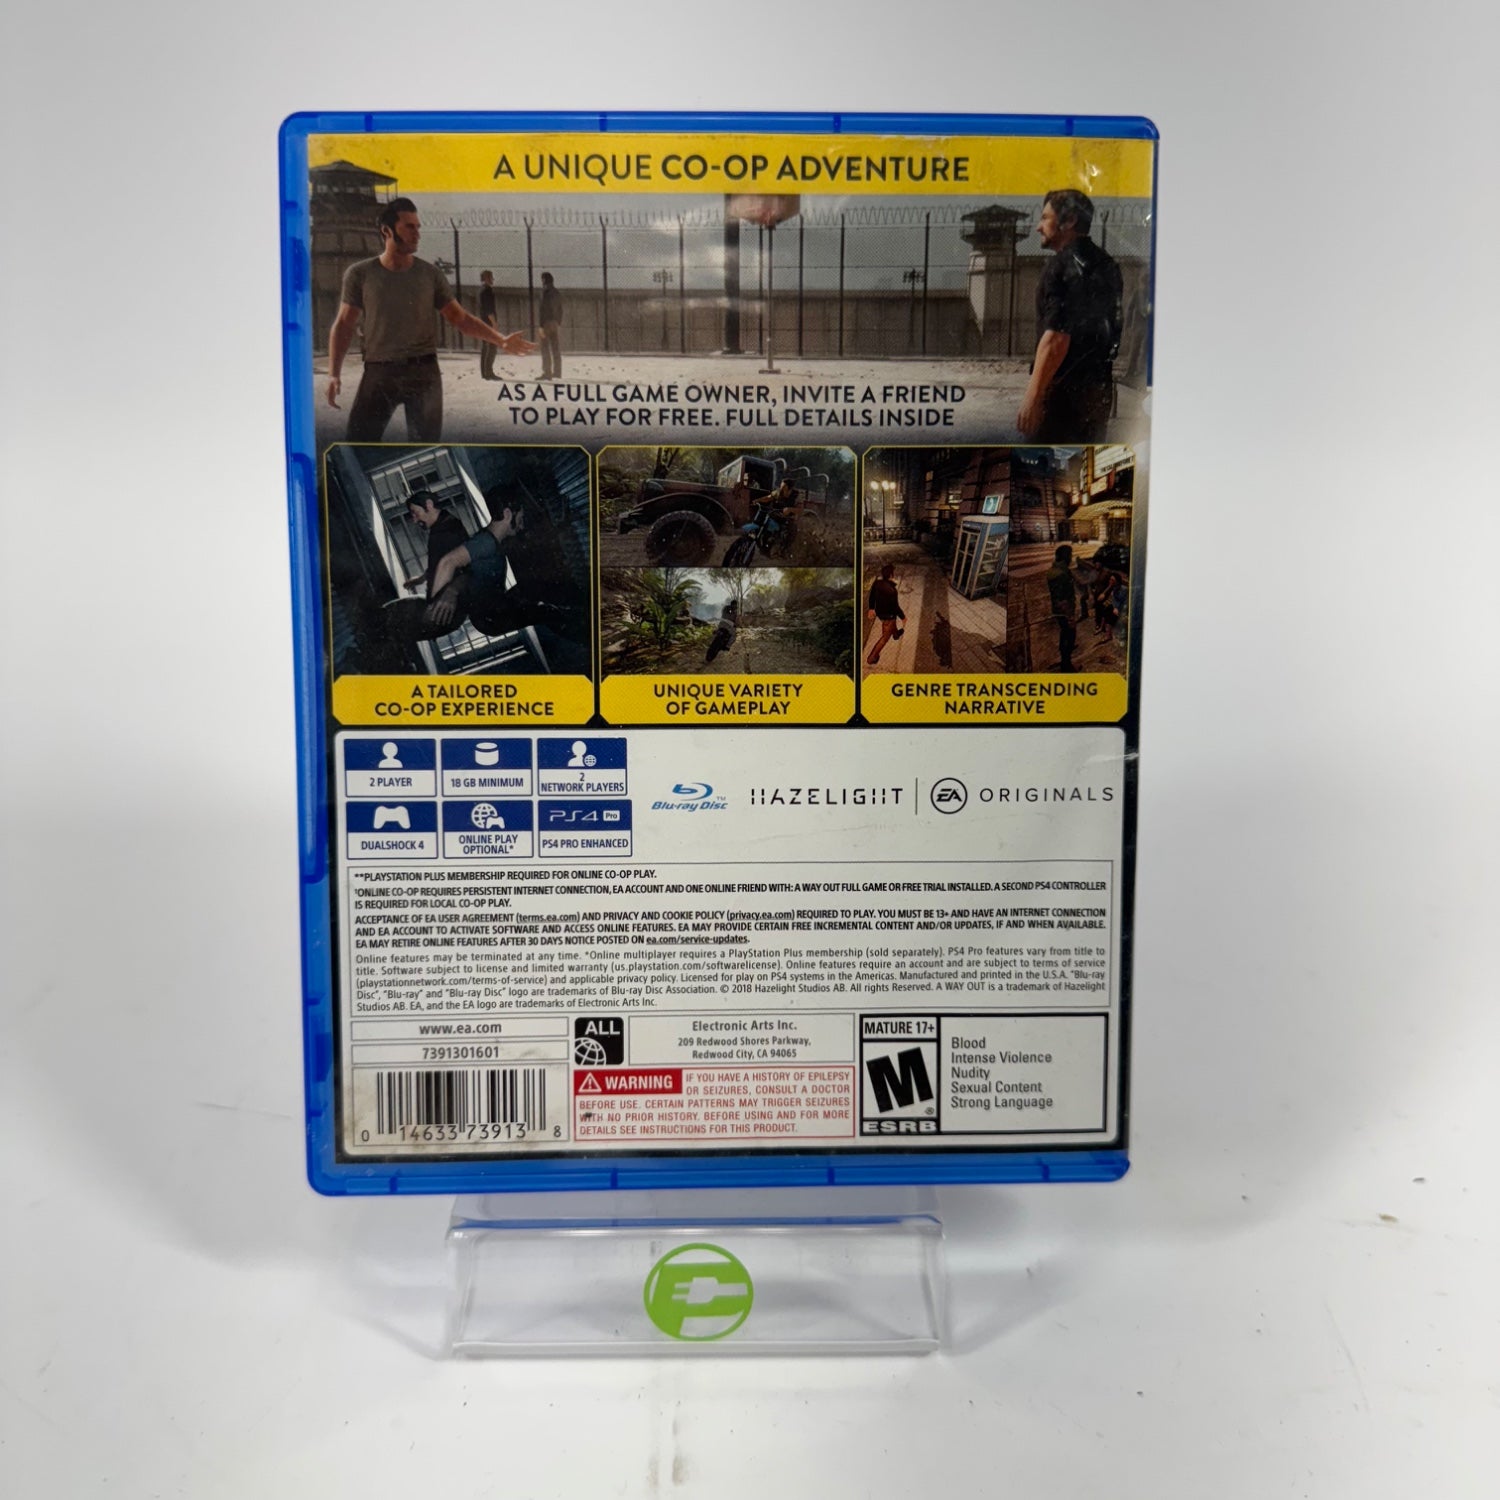 A UNIQUE CO-OP ADVENTURE
AS A FULL GAME OWNER, INVITE A FRIEND
TO PLAY FOR FREE. FULL DETAILS INSIDE
A TAILORED
CO-OP EXPERIENCE
UNIQUE VARIETY
OF GAMEPLAY
GENRE TRANSCENDING
NARRATIVE
2 PLAYER
18 GB MINIMUM
2
NETWORK PLAYERS
DUALSHOCK 4
ONLINE PLAY
OPTIONAL*
PS4 Pro
PS4 PRO ENHANCED
Blu-ray Disc™
HAZELIGHT
EA ORIGINALS
**PLAYSTATION PLUS MEMBERSHIP REQUIRED FOR ONLINE CO-OP PLAY.
†ONLINE CO-OP REQUIRES PERSISTENT INTERNET CONNECTION, EA ACCOUNT AND ONE ONLINE FRIEND WITH: A WAY OUT FULL GAME OR FREE TRIAL INSTALLED. A SECOND PS4 CONTROLLER
IS REQUIRED FOR LOCAL CO-OP PLAY.
ACCEPTANCE OF EA USER AGREEMENT (terms.ea.com) AND PRIVACY AND COOKIE POLICY (privacy.ea.com) REQUIRED TO PLAY. YOU MUST BE 13+ AND HAVE AN INTERNET CONNECTION
AND EA ACCOUNT TO ACTIVATE SOFTWARE AND ACCESS ONLINE FEATURES. EA MAY PROVIDE CERTAIN FREE INCREMENTAL CONTENT AND/OR UPDATES, IF AND WHEN AVAILABLE.
EA MAY RETIRE ONLINE FEATURES AFTER 30 DAYS NOTICE POSTED ON ea.com/service-updates.
Online features may be terminated at any time. *Online multiplayer requires a PlayStation Plus membership (sold separately). PS4 Pro features vary from title to
title. Software subject to license and limited warranty (us.playstation.com/softwarelicense). Online features require an account and are subject to terms of service
(playstationnetwork.com/terms-of-service) and applicable privacy policy. Licensed for play on PS4 systems in the Americas. Manufactured and printed in the U.S.A. "Blu-ray
Disc", "Blu-ray" and "Blu-ray Disc" logo are trademarks of Blu-ray Disc Association. © 2018 Hazelight Studios AB. All rights Reserved. A WAY OUT is a trademark of Hazelight
Studios AB. EA, and the EA logo are trademarks of Electronic Arts Inc.
www.ea.com
7391301601
0 14633 73913 8
ALL
Electronic Arts Inc.
209 Redwood Shores Parkway,
Redwood City, CA 94065
WARNING IF YOU HAVE A HISTORY OF EPILEPSY
OR SEIZURES, CONSULT A DOCTOR
BEFORE USE. CERTAIN PATTERNS MAY TRIGGER SEIZURES
WITH NO PRIOR HISTORY. BEFORE USING AND FOR MORE
DETAILS SEE INSTRUCTIONS FOR THIS PRODUCT.
MATURE 17+
M®
ESRB
Blood
Intense Violence
Nudity
Sexual Content
Strong Language